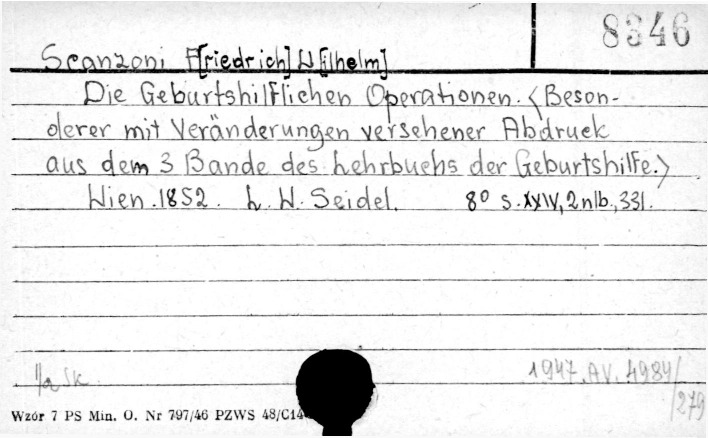 8346
Scanzoni F[riedrich] W[ilhelm]
Die Geburtshilflichen Operationen. <Beson-
derer mit Veränderungen versehener Abdruck
aus dem 3 Bande des Lehrbuchs der Geburtshilfe.>
Wien. 1852. L. W. Seidel. 8° s. XXIV, 2 nlb., 331.
1947. AV. 4984/
279
Wzór 7 PS Min. O. Nr 797/46 PZWS 48/C14